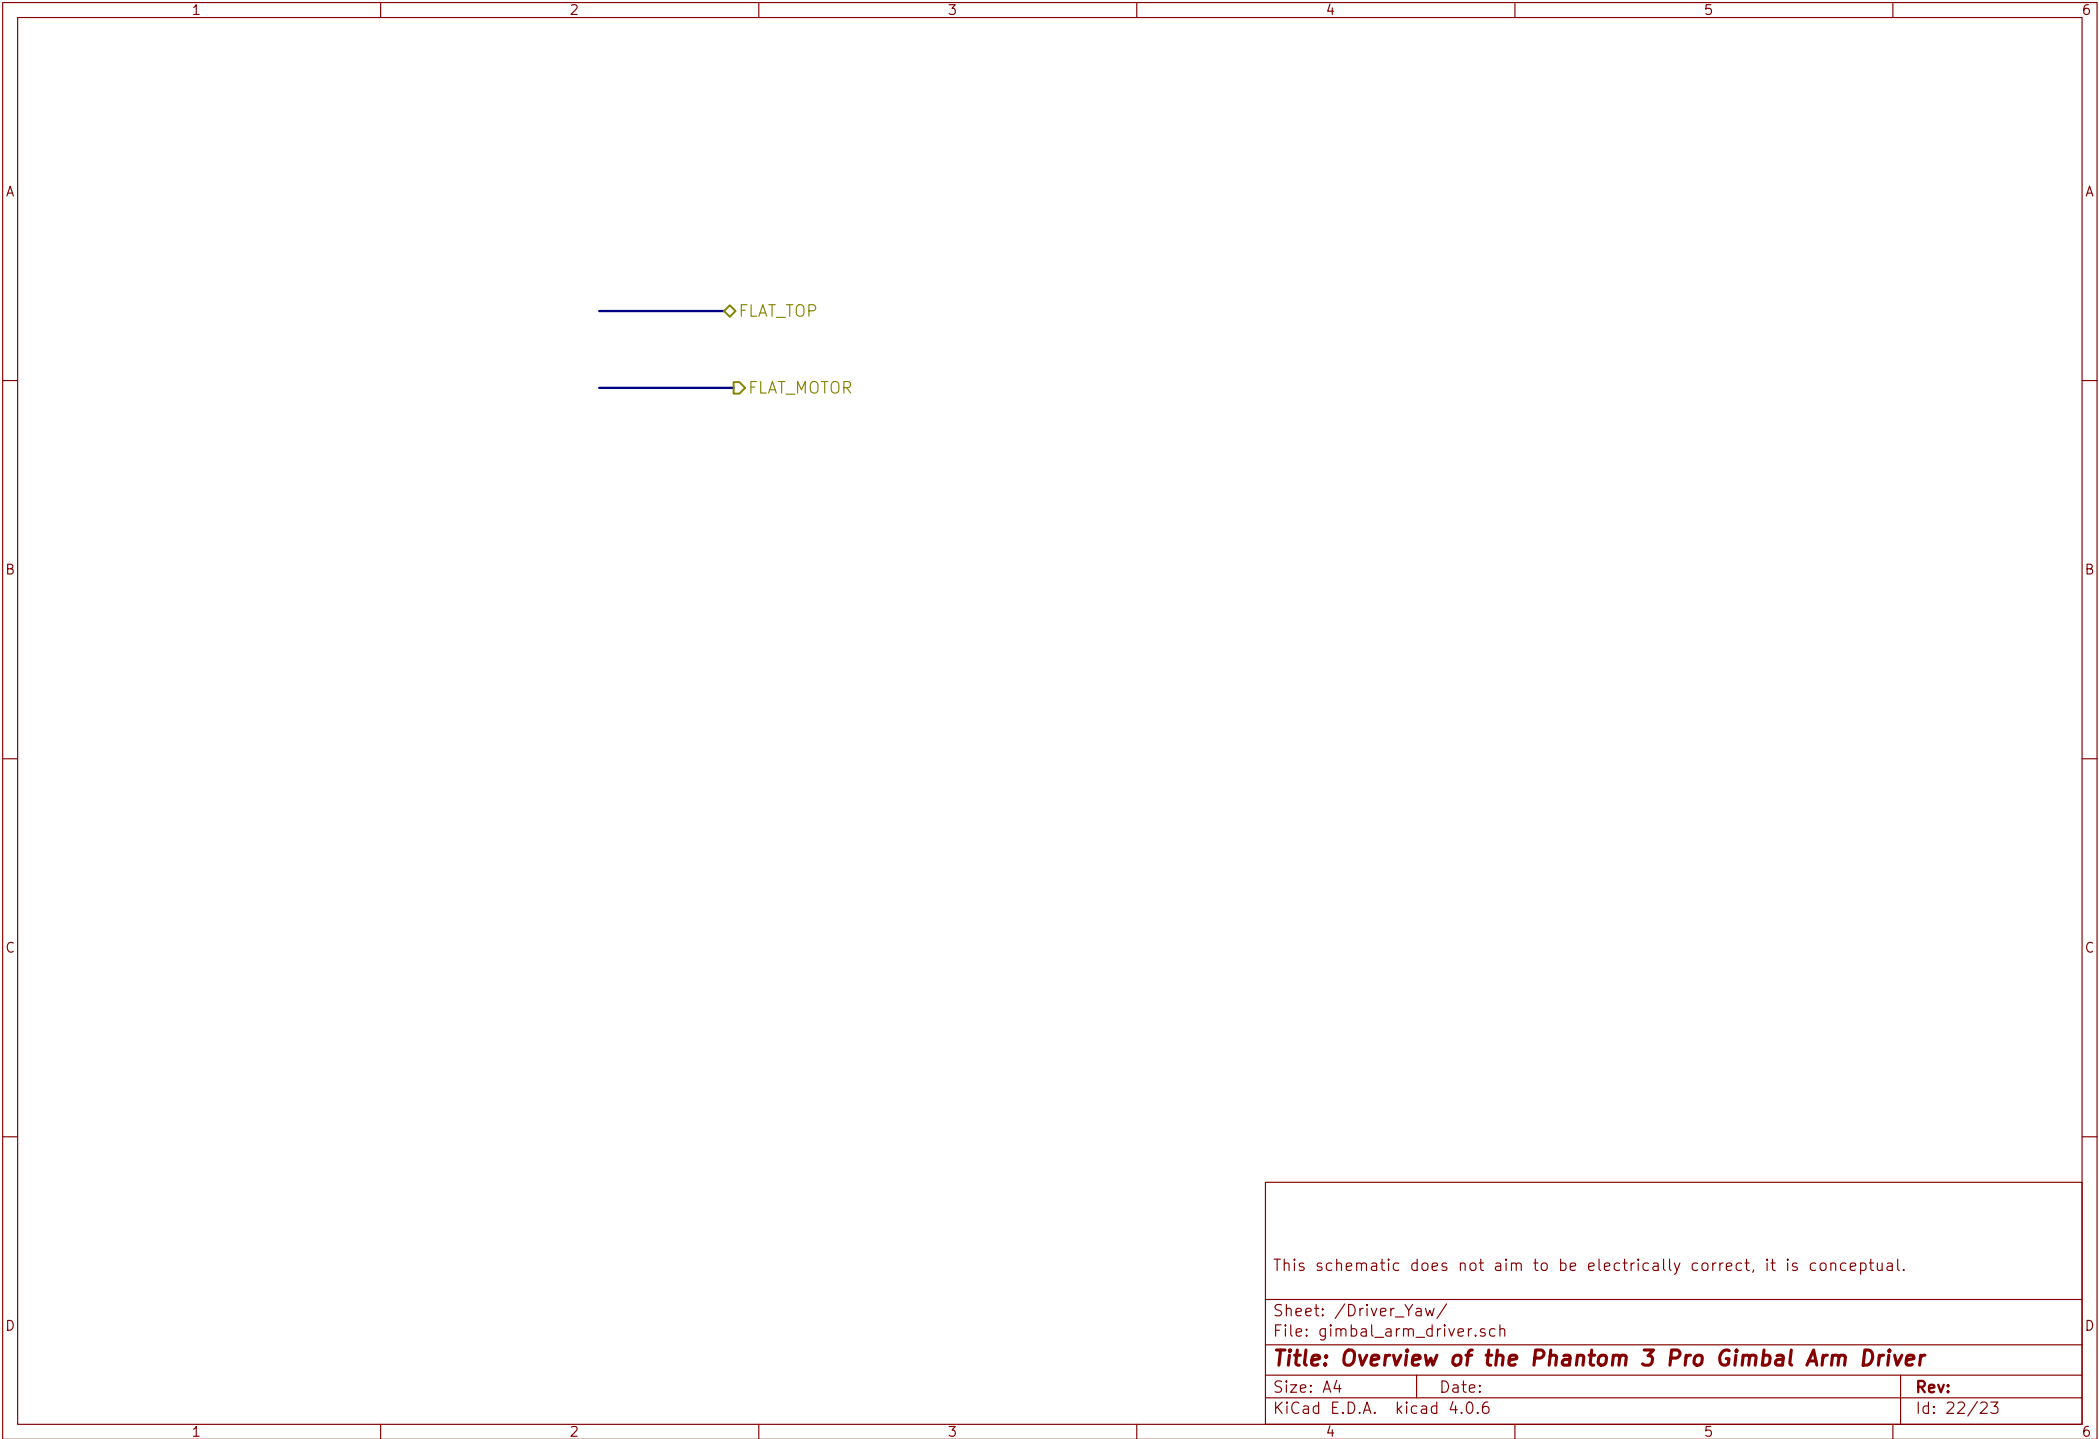 1 2 3 4 5 6
A A
FLAT_TOP
FLAT_MOTOR
B B
C C
This schematic does not aim to be electrically correct, it is conceptual.
Sheet: /Driver_Yaw/
D D
File: gimbal_arm_driver.sch
Title: Overview of the Phantom 3 Pro Gimbal Arm Driver
Size: A4 Date: Rev:
KiCad E.D.A. kicad 4.0.6 Id: 22/23
1 2 3 4 5 6